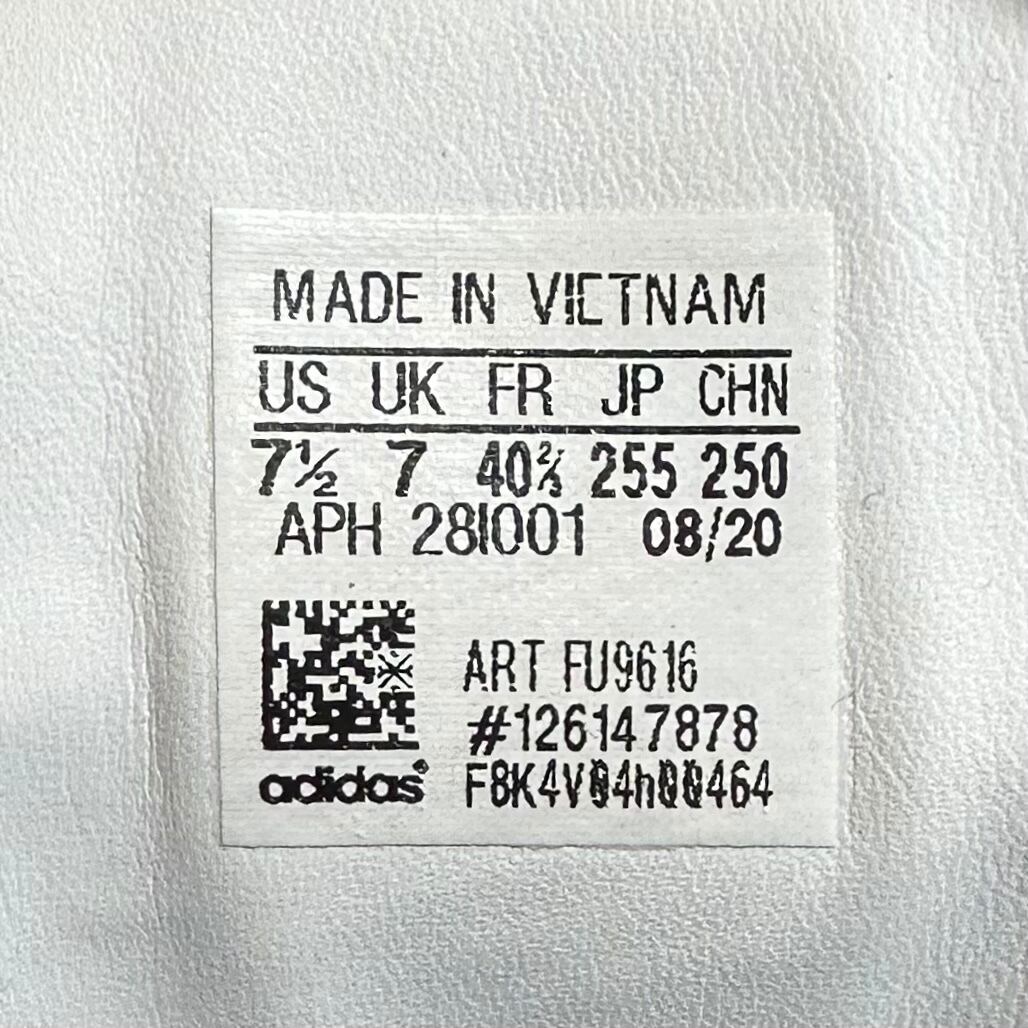 MADE IN VIETNAM
US UK FR JP CHN
7½ 7 40⅔ 255 250
APH 28I001 08/20
ART FU9616
#126147878
F8K4V04h00464
adidas®